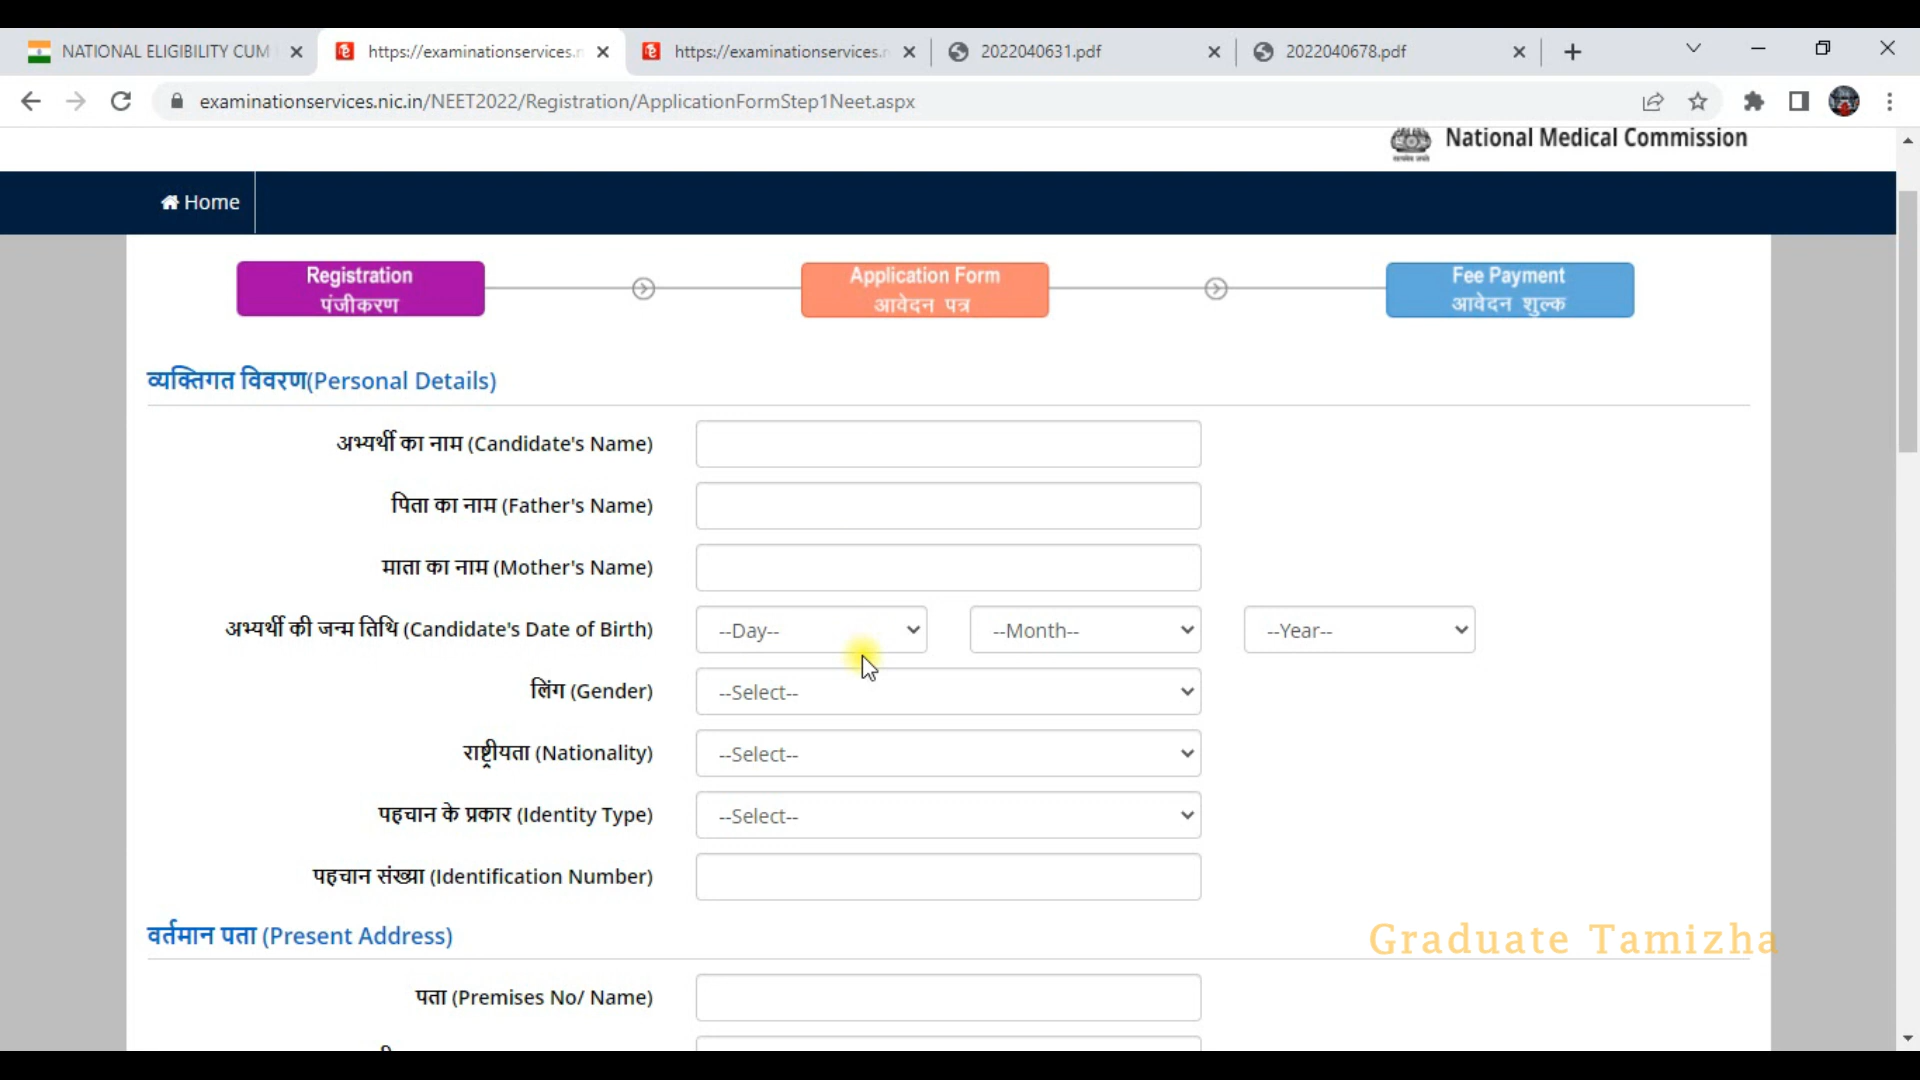 NATIONAL ELIGIBILITY CUM
https://examinationservices.n
https://examinationservices.n
2022040631.pdf
2022040678.pdf
examinationservices.nic.in/NEET2022/Registration/ApplicationFormStep1Neet.aspx
National Medical Commission
Home
Registration
पंजीकरण
Application Form
आवेदन पत्र
Fee Payment
आवेदन शुल्क
व्यक्तिगत विवरण(Personal Details)
अभ्यर्थी का नाम (Candidate's Name)
पिता का नाम (Father's Name)
माता का नाम (Mother's Name)
अभ्यर्थी की जन्म तिथि (Candidate's Date of Birth) --Day-- --Month-- --Year--
लिंग (Gender) --Select--
राष्ट्रीयता (Nationality) --Select--
पहचान के प्रकार (Identity Type) --Select--
पहचान संख्या (Identification Number)
वर्तमान पता (Present Address)
Graduate Tamizha
पता (Premises No/ Name)